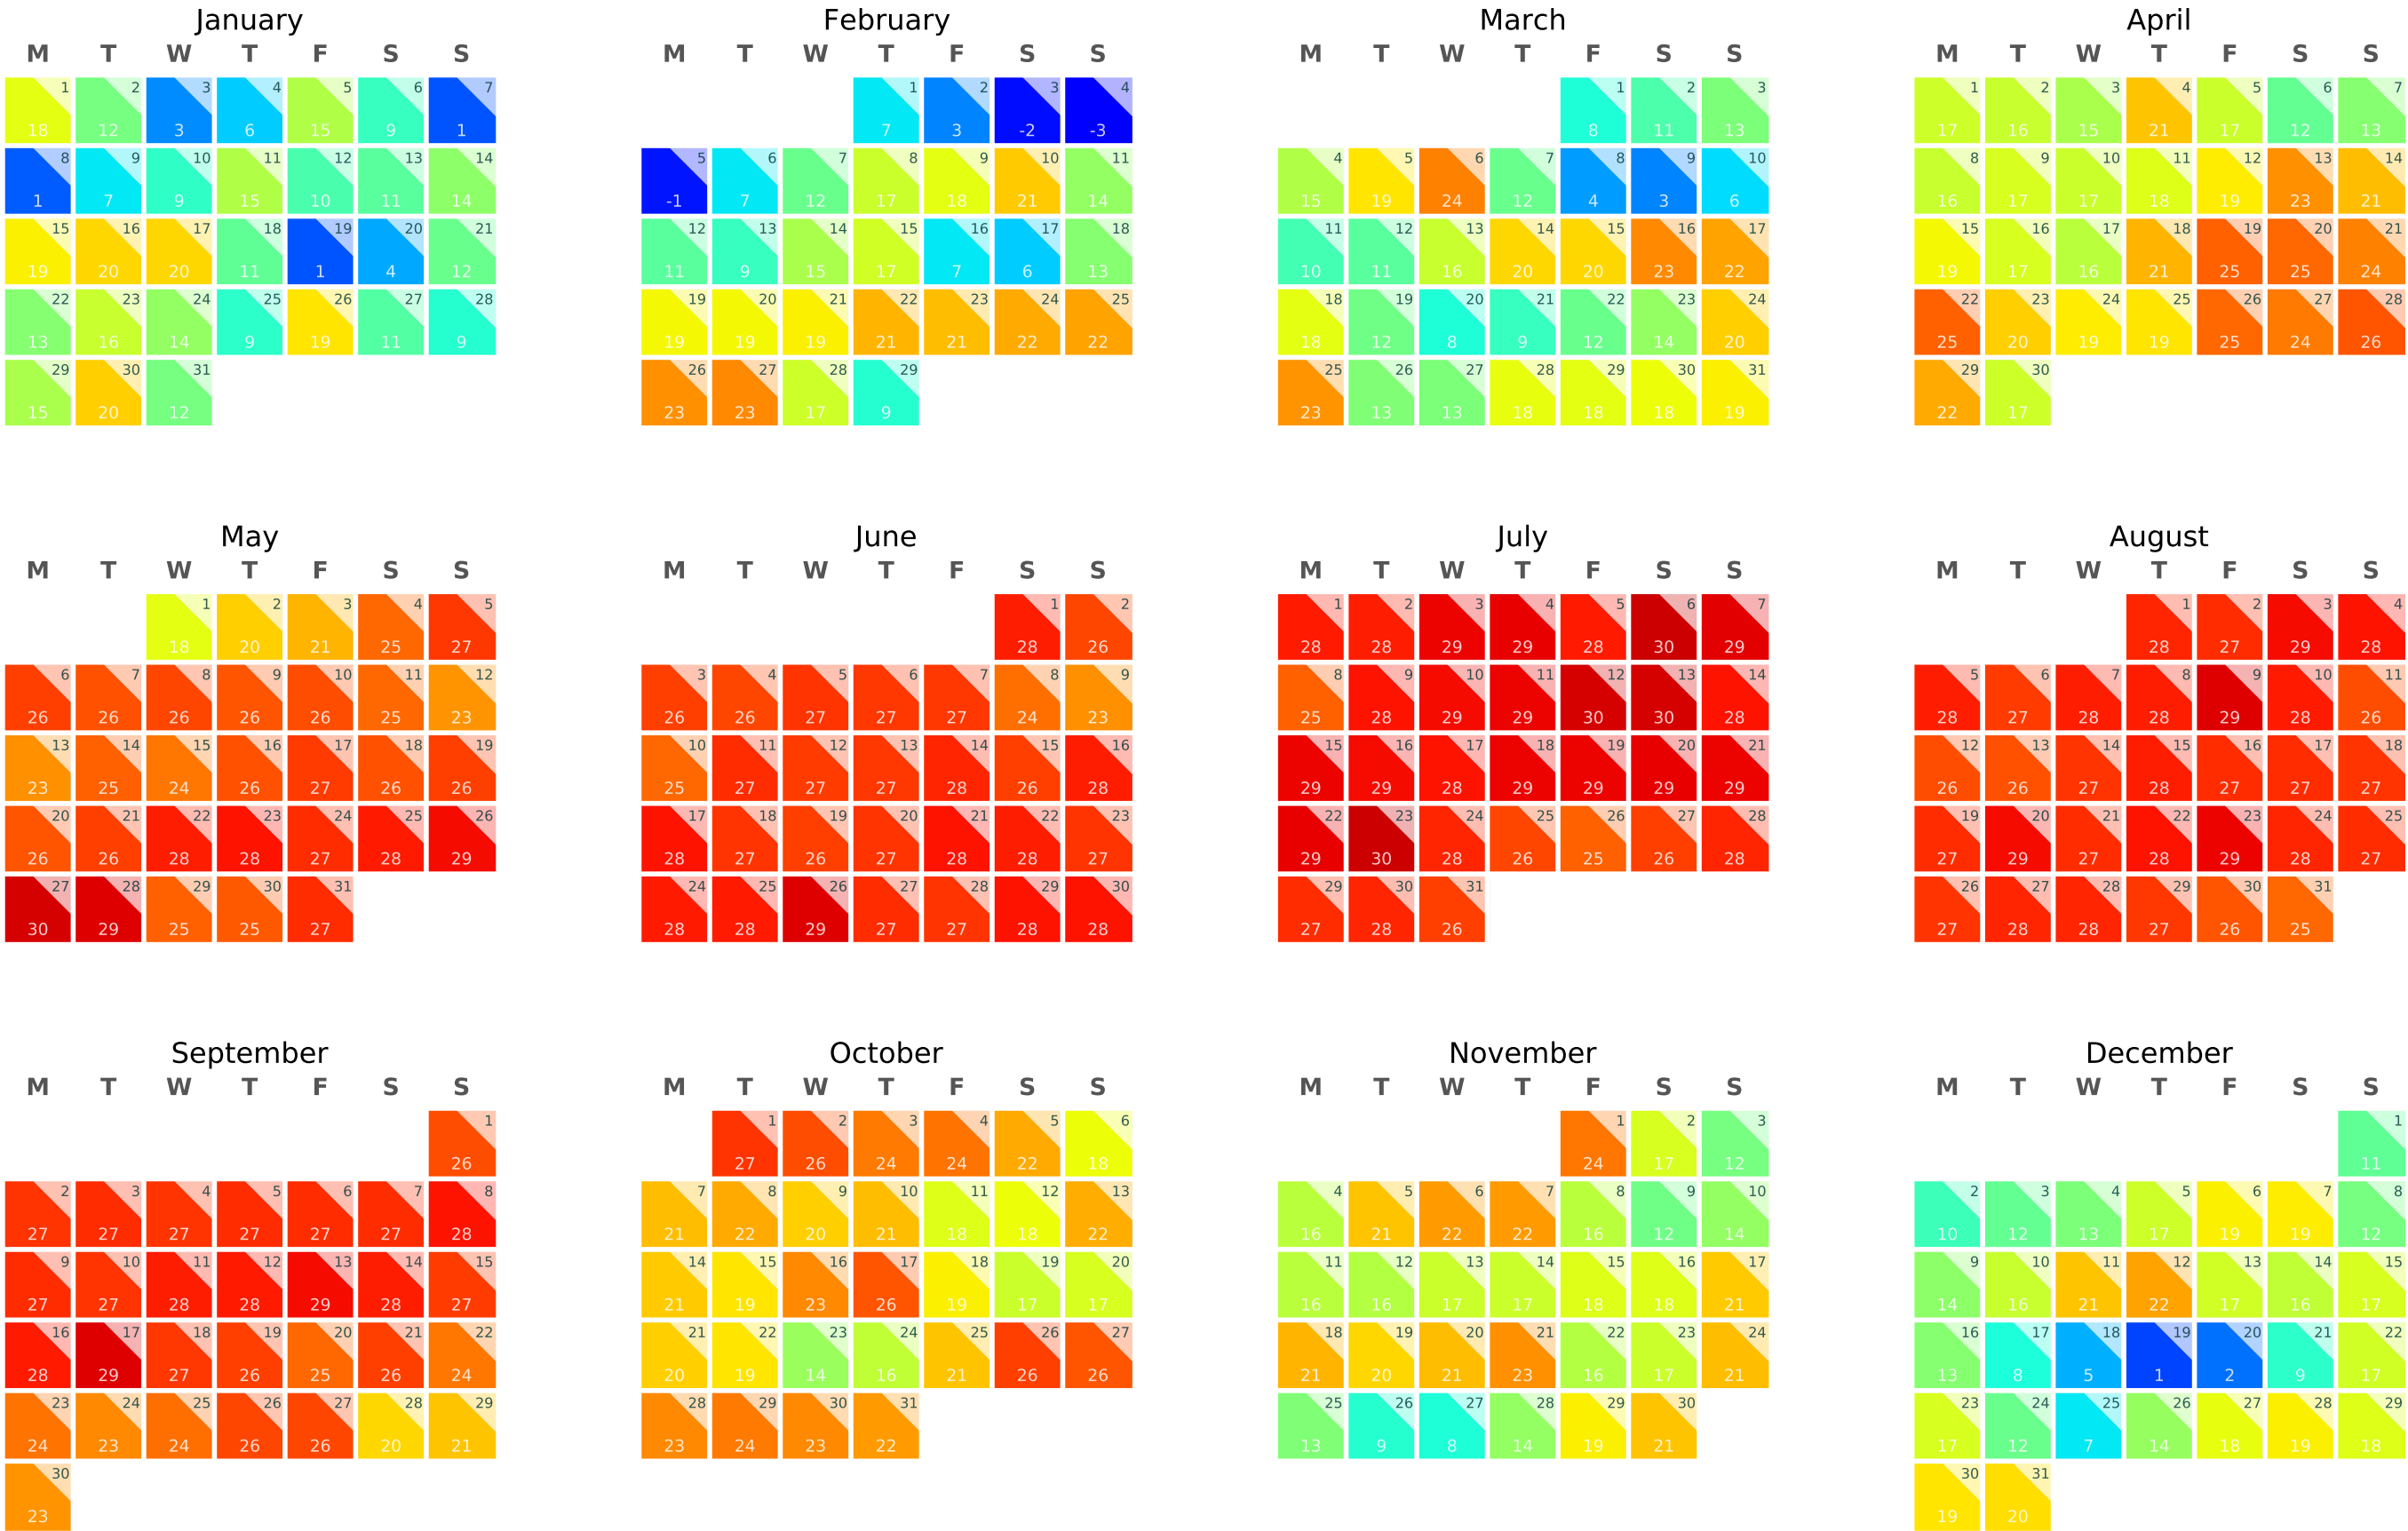 January February March April
M T W T F S S M T W T F S S M T W T F S S M T W T F S S
1 2 3 4 5 6 7 1 2 3 4 1 2 3 1 2 3 4 5 6 7
18 12 3 6 15 9 1 7 3 -2 -3 8 11 13 17 16 15 21 17 12 13
8 9 10 11 12 13 14 5 6 7 8 9 10 11 4 5 6 7 8 9 10 8 9 10 11 12 13 14
1 7 9 15 10 11 14 -1 7 12 17 18 21 14 15 19 24 12 4 3 6 16 17 17 18 19 23 21
15 16 17 18 19 20 21 12 13 14 15 16 17 18 11 12 13 14 15 16 17 15 16 17 18 19 20 21
19 20 20 11 1 4 12 11 9 15 17 7 6 13 10 11 16 20 20 23 22 19 17 16 21 25 25 24
22 23 24 25 26 27 28 19 20 21 22 23 24 25 18 19 20 21 22 23 24 22 23 24 25 26 27 28
13 16 14 9 19 11 9 19 19 19 21 21 22 22 18 12 8 9 12 14 20 25 20 19 19 25 24 26
29 30 31 26 27 28 29 25 26 27 28 29 30 31 29 30
15 20 12 23 23 17 9 23 13 13 18 18 18 19 22 17
May June July August
M T W T F S S M T W T F S S M T W T F S S M T W T F S S
1 2 3 4 5 1 2 1 2 3 4 5 6 7 1 2 3 4
18 20 21 25 27 28 26 28 28 29 29 28 30 29 28 27 29 28
6 7 8 9 10 11 12 3 4 5 6 7 8 9 8 9 10 11 12 13 14 5 6 7 8 9 10 11
26 26 26 26 26 25 23 26 26 27 27 27 24 23 25 28 29 29 30 30 28 28 27 28 28 29 28 26
13 14 15 16 17 18 19 10 11 12 13 14 15 16 15 16 17 18 19 20 21 12 13 14 15 16 17 18
23 25 24 26 27 26 26 25 27 27 27 28 26 28 29 29 28 29 29 29 29 26 26 27 28 27 27 27
20 21 22 23 24 25 26 17 18 19 20 21 22 23 22 23 24 25 26 27 28 19 20 21 22 23 24 25
26 26 28 28 27 28 29 28 27 26 27 28 28 27 29 30 28 26 25 26 28 27 29 27 28 29 28 27
27 28 29 30 31 24 25 26 27 28 29 30 29 30 31 26 27 28 29 30 31
30 29 25 25 27 28 28 29 27 27 28 28 27 28 26 27 28 28 27 26 25
September October November December
M T W T F S S M T W T F S S M T W T F S S M T W T F S S
1 1 2 3 4 5 6 1 2 3 1
26 27 26 24 24 22 18 24 17 12 11
2 3 4 5 6 7 8 7 8 9 10 11 12 13 4 5 6 7 8 9 10 2 3 4 5 6 7 8
27 27 27 27 27 27 28 21 22 20 21 18 18 22 16 21 22 22 16 12 14 10 12 13 17 19 19 12
9 10 11 12 13 14 15 14 15 16 17 18 19 20 11 12 13 14 15 16 17 9 10 11 12 13 14 15
27 27 28 28 29 28 27 21 19 23 26 19 17 17 16 16 17 17 18 18 21 14 16 21 22 17 16 17
16 17 18 19 20 21 22 21 22 23 24 25 26 27 18 19 20 21 22 23 24 16 17 18 19 20 21 22
28 29 27 26 25 26 24 20 19 14 16 21 26 26 21 20 21 23 16 17 21 13 8 5 1 2 9 17
23 24 25 26 27 28 29 28 29 30 31 25 26 27 28 29 30 23 24 25 26 27 28 29
24 23 24 26 26 20 21 23 24 23 22 13 9 8 14 19 21 17 12 7 14 18 19 18
30 30 31
23 19 20